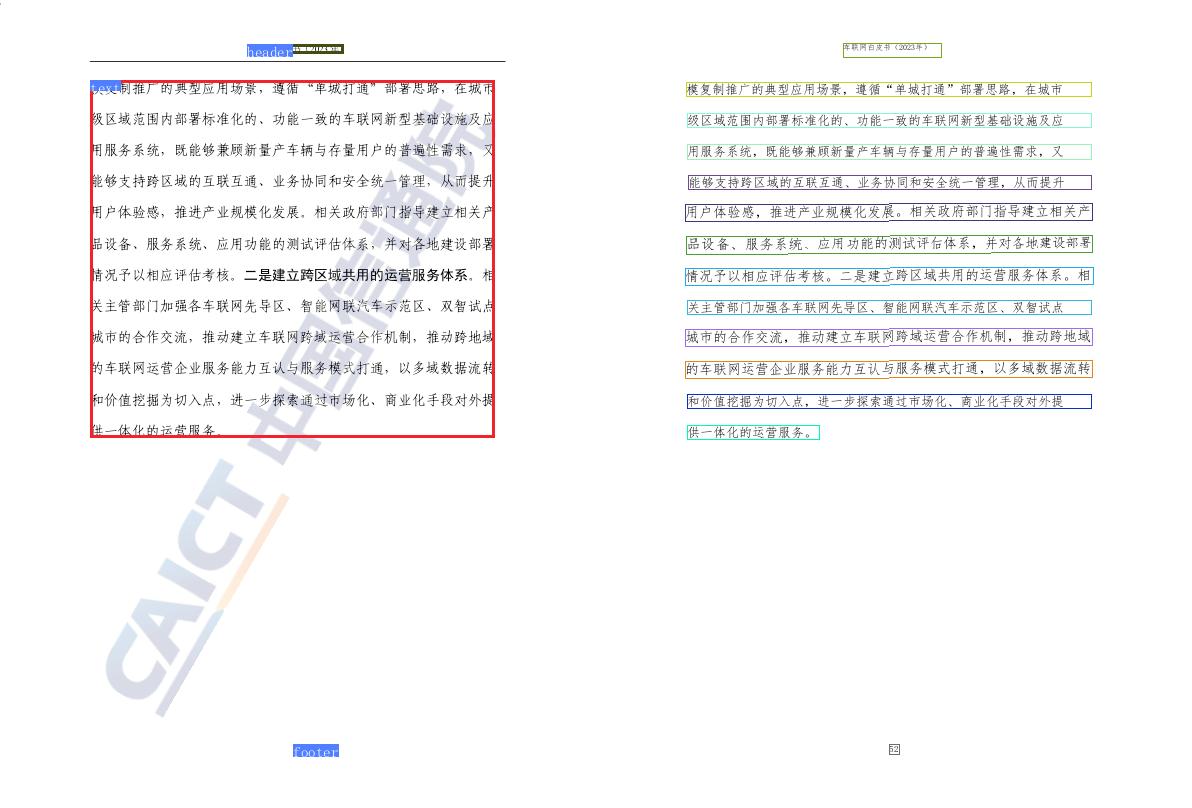 header
text
模复制推广的典型应用场景，遵循“单城打通”部署思路，在城市
级区域范围内部署标准化的、功能一致的车联网新型基础设施及应
用服务系统，既能够兼顾新量产车辆与存量用户的普遍性需求，又
能够支持跨区域的互联互通、业务协同和安全统一管理，从而提升
用户体验感，推进产业规模化发展。相关政府部门指导建立相关产
品设备、服务系统、应用功能的测试评估体系，并对各地建设部署
情况予以相应评估考核。二是建立跨区域共用的运营服务体系。相
关主管部门加强各车联网先导区、智能网联汽车示范区、双智试点
城市的合作交流，推动建立车联网跨域运营合作机制，推动跨地域
的车联网运营企业服务能力互认与服务模式打通，以多域数据流转
和价值挖掘为切入点，进一步探索通过市场化、商业化手段对外提
供一体化的运营服务。
CAICT 中国信通院
footer
车联网白皮书（2023年）
模复制推广的典型应用场景，遵循“单城打通”部署思路，在城市
级区域范围内部署标准化的、功能一致的车联网新型基础设施及应
用服务系统，既能够兼顾新量产车辆与存量用户的普遍性需求，又
能够支持跨区域的互联互通、业务协同和安全统一管理，从而提升
用户体验感，推进产业规模化发展。相关政府部门指导建立相关产
品设备、服务系统、应用功能的测试评估体系，并对各地建设部署
情况予以相应评估考核。二是建立跨区域共用的运营服务体系。相
关主管部门加强各车联网先导区、智能网联汽车示范区、双智试点
城市的合作交流，推动建立车联网跨域运营合作机制，推动跨地域
的车联网运营企业服务能力互认与服务模式打通，以多域数据流转
和价值挖掘为切入点，进一步探索通过市场化、商业化手段对外提
供一体化的运营服务。
52